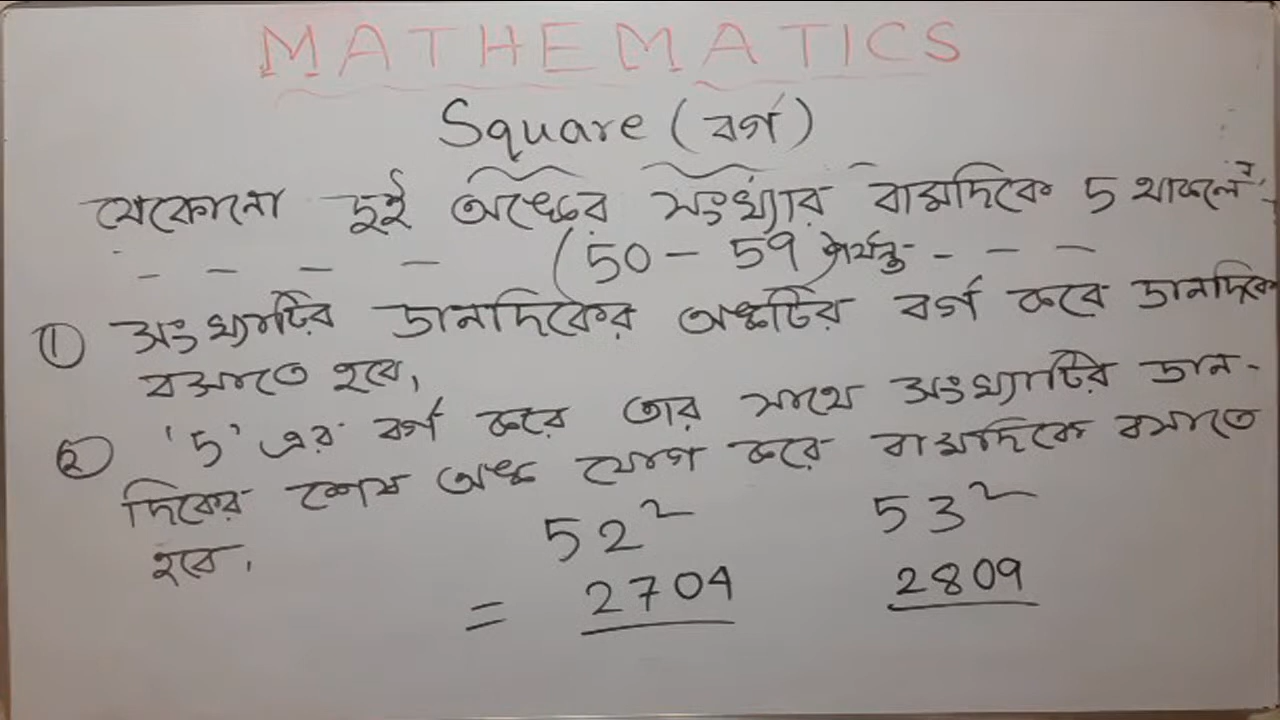 MATHEMATICS
Square (বর্গ)
যেকোনো দুই অঙ্কের সংখ্যার বামদিকে 5 থাকলে
(50 - 59) পর্যন্ত
① সংখ্যাটির ডানদিকের অঙ্কটির বর্গ করে ডানদিকে
বসাতে হবে,
② '5' এর বর্গ করে তার সাথে সংখ্যাটির ডান-
দিকের শেষ অঙ্ক যোগ করে বামদিকে বসাতে
হবে,
52² 53²
= 2704 2809